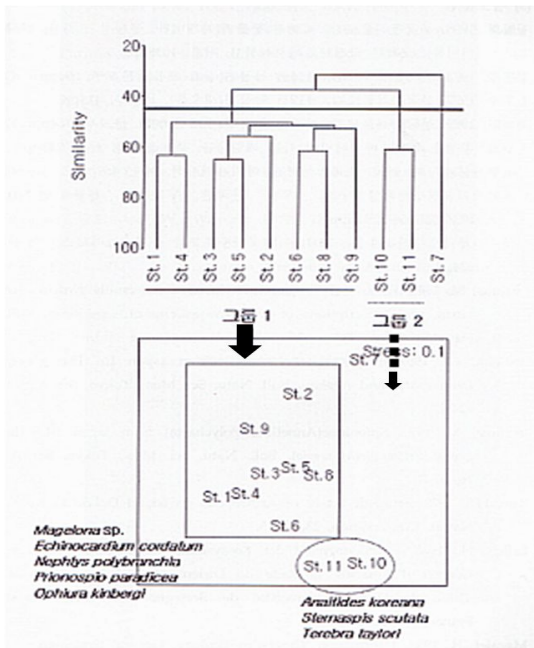 20
40
60
80
100
Similarity
St. 1
St. 4
St. 3
St. 5
St. 2
St. 6
St. 8
St. 9
St. 10
St. 11
St. 7
그룹 1
그룹 2
Stress: 0.1
St.7
St.2
St.9
St.3
St.5
St.8
St.1
St.4
St.6
St.11
St.10
Magelona sp.
Echinocardium cordatum
Nephtys polybranchia
Prionospio paradicea
Ophiura kinbergi
Anaitides koreana
Sternaspis scutata
Terebra taylori